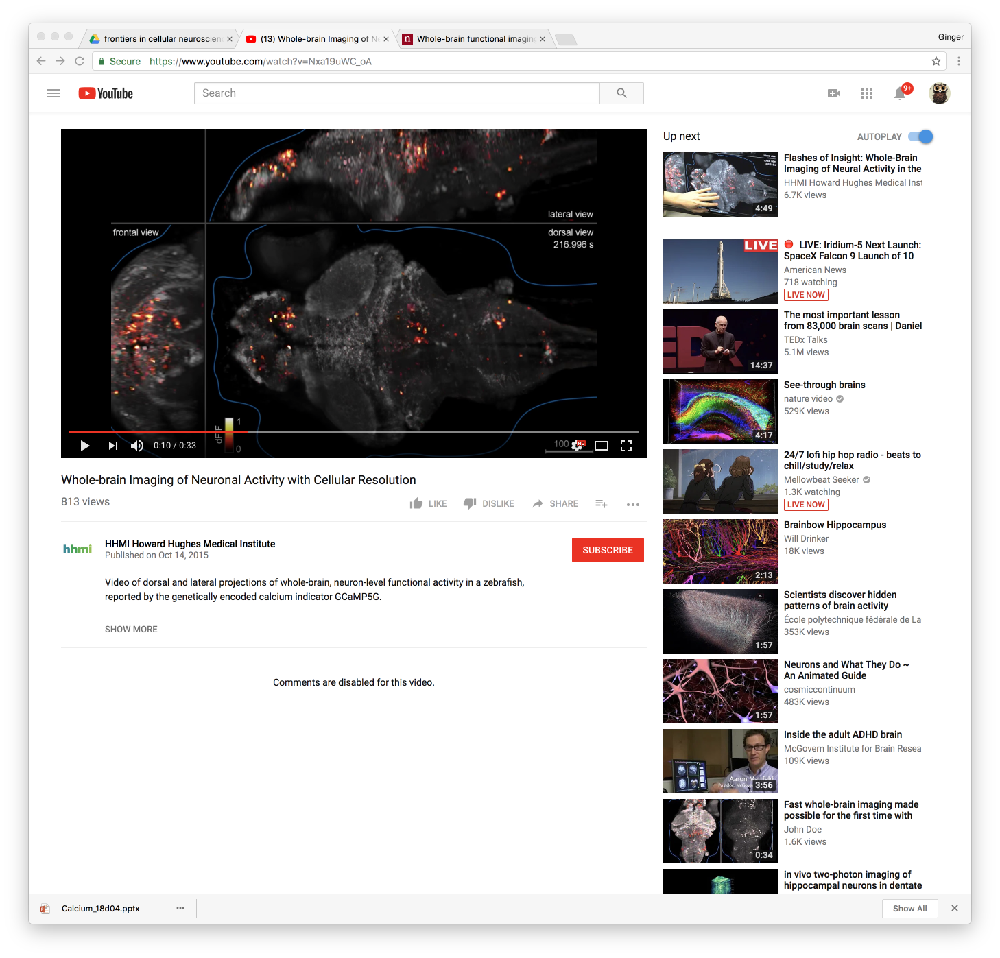 frontiers in cellular neuroscien
(13) Whole-brain Imaging of Ne
Whole-brain functional imaging
Ginger
Secure
https://www.youtube.com/watch?v=Nxa19uWC_oA
YouTube
Search
9+
lateral view
frontal view
dorsal view
216.996 s
dF/F
1
0
100
HD
0:10 / 0:33
Whole-brain Imaging of Neuronal Activity with Cellular Resolution
813 views
LIKE
DISLIKE
SHARE
hhmi
HHMI Howard Hughes Medical Institute
Published on Oct 14, 2015
SUBSCRIBE
Video of dorsal and lateral projections of whole-brain, neuron-level functional activity in a zebrafish,
reported by the genetically encoded calcium indicator GCaMP5G.
SHOW MORE
Comments are disabled for this video.
Up next
AUTOPLAY
4:49
Flashes of Insight: Whole-Brain
Imaging of Neural Activity in the
HHMI Howard Hughes Medical Inst
6.7K views
LIVE
LIVE: Iridium-5 Next Launch:
SpaceX Falcon 9 Launch of 10
American News
718 watching
LIVE NOW
14:37
The most important lesson
from 83,000 brain scans | Daniel
TEDx Talks
5.1M views
4:17
See-through brains
nature video
529K views
24/7 lofi hip hop radio - beats to
chill/study/relax
Mellowbeat Seeker
1.3K watching
LIVE NOW
2:13
Brainbow Hippocampus
Will Drinker
18K views
1:57
Scientists discover hidden
patterns of brain activity
École polytechnique fédérale de Lau
353K views
1:57
Neurons and What They Do ~
An Animated Guide
cosmiccontinuum
483K views
Aaron Mattfeld
Postdoc, McGove
3:56
Inside the adult ADHD brain
McGovern Institute for Brain Resear
109K views
0:34
Fast whole-brain imaging made
possible for the first time with
John Doe
1.6K views
in vivo two-photon imaging of
hippocampal neurons in dentate
Calcium_18d04.pptx
Show All